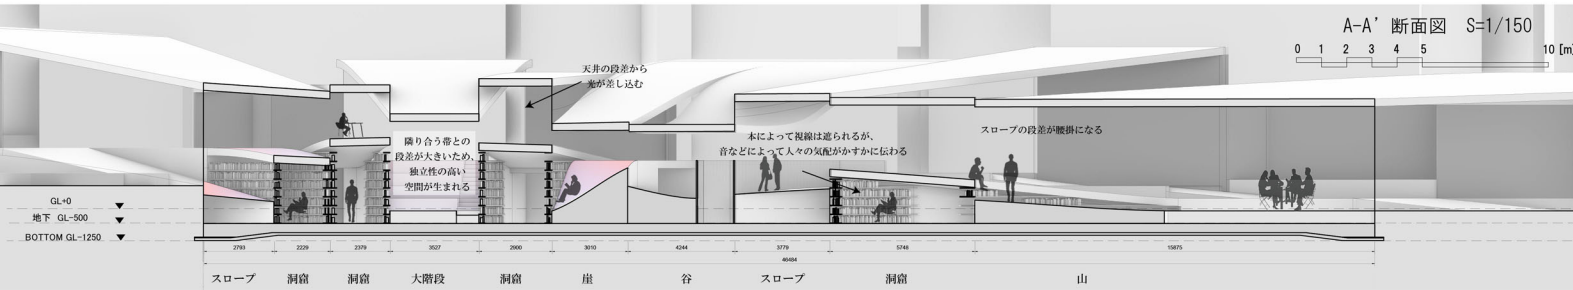 A-A’ 断面図 S=1/150
0 1 2 3 4 5 10 [m]
天井の段差から
光が差し込む
隣り合う帯との
段差が大きいため、
独立性の高い
空間が生まれる
本によって視線は遮られるが、
音などによって人々の気配がかすかに伝わる
スロープの段差が腰掛になる
GL+0
地下 GL-500
BOTTOM GL-1250
2793 2229 2379 3527 2900 3010 4244 3779 5748 15875
46484
スロープ 洞窟 洞窟 大階段 洞窟 崖 谷 スロープ 洞窟 山